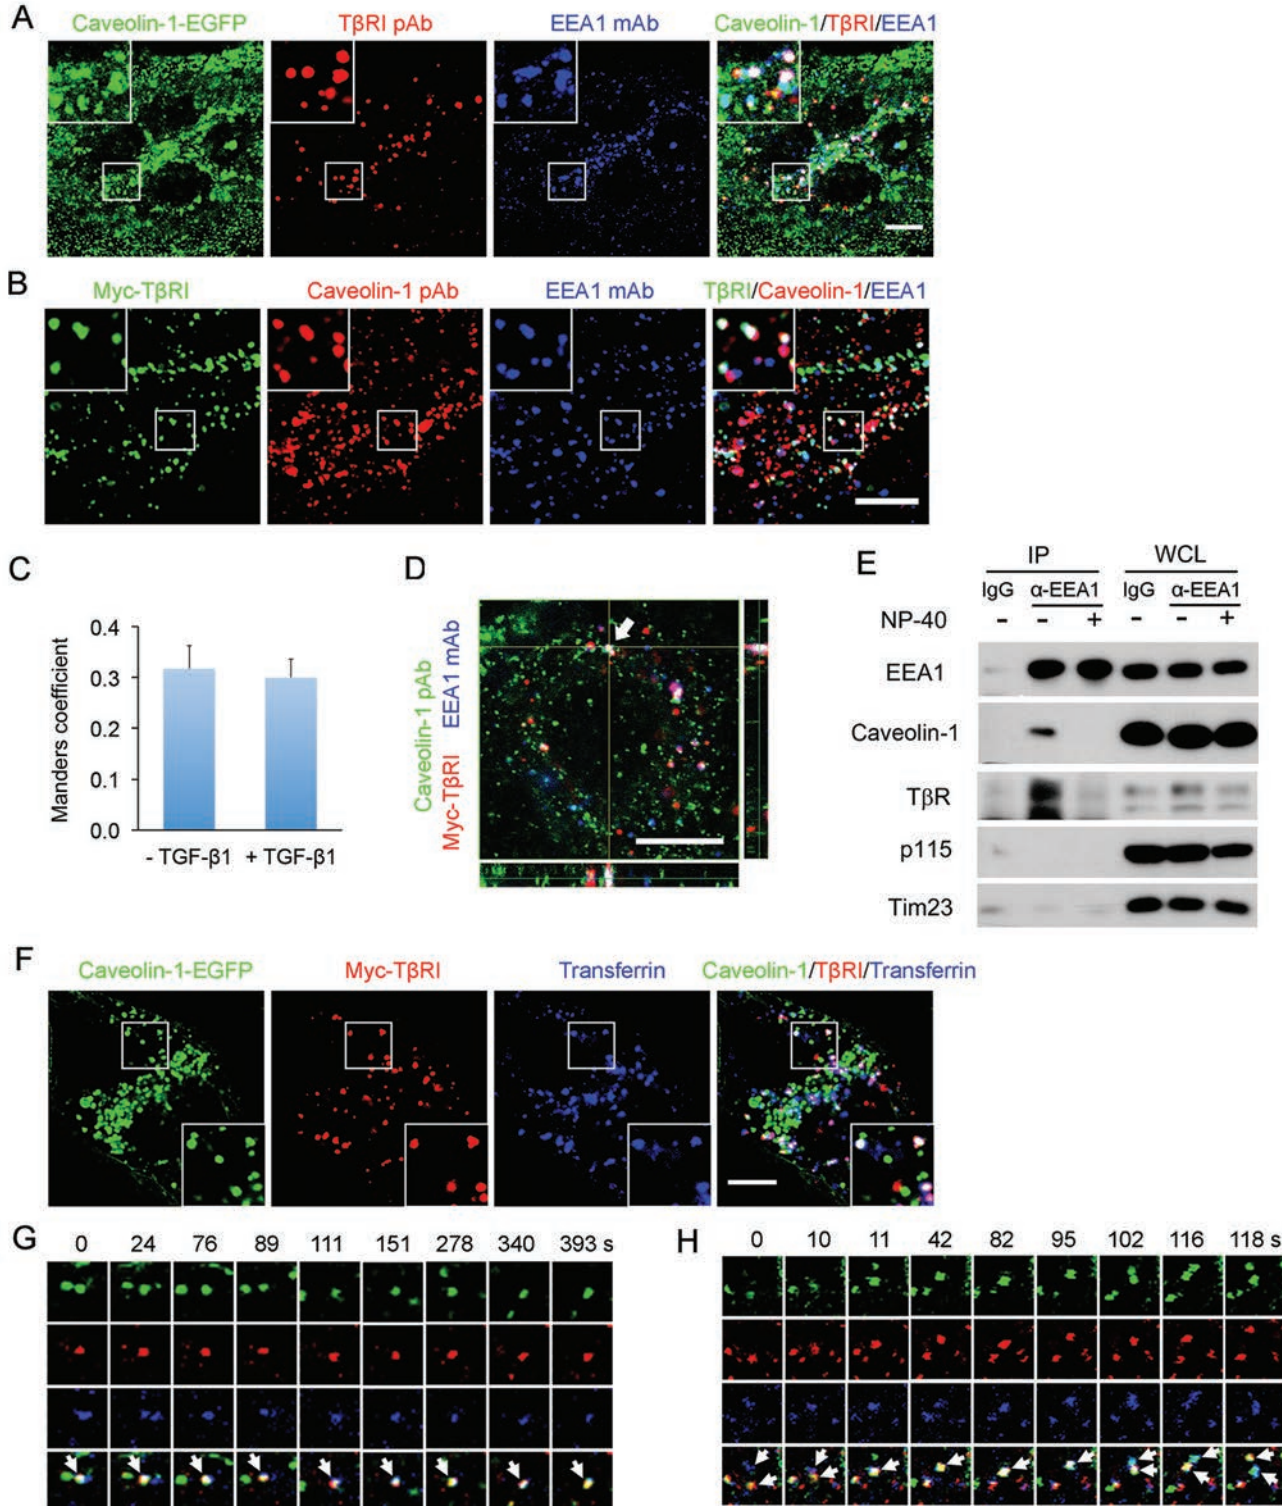 A
Caveolin-1-EGFP TβRI pAb EEA1 mAb Caveolin-1/TβRI/EEA1
B
Myc-TβRI Caveolin-1 pAb EEA1 mAb TβRI/Caveolin-1/EEA1
C
Manders coefficient
0.4
0.3
0.2
0.1
0.0
- TGF-β1 + TGF-β1
D
Caveolin-1 pAb
Myc-TβRI EEA1 mAb
E
IP WCL
IgG α-EEA1 IgG α-EEA1
NP-40 - - + - - +
EEA1
Caveolin-1
TβR
p115
Tim23
F
Caveolin-1-EGFP Myc-TβRI Transferrin Caveolin-1/TβRI/Transferrin
G
0 24 76 89 111 151 278 340 393 s
H
0 10 11 42 82 95 102 116 118 s